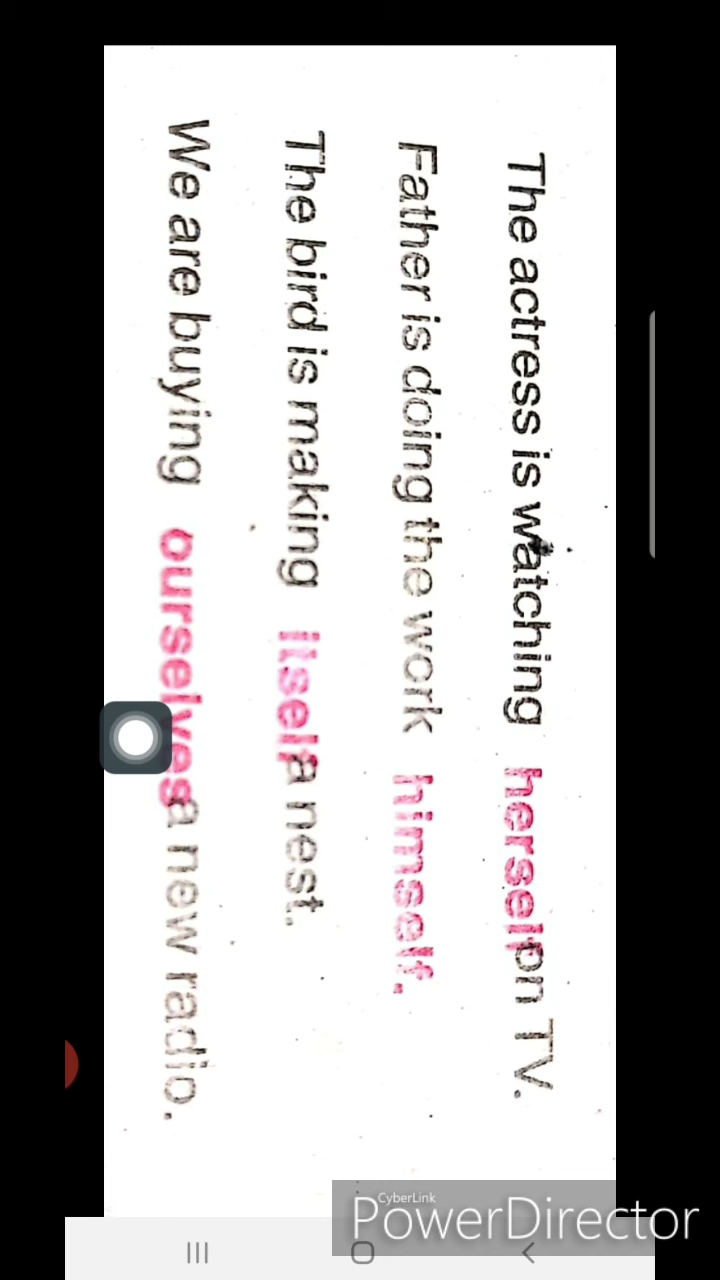 The actress is watching herself on TV.
Father is doing the work himself.
The bird is making itself a nest.
We are buying ourselves a new radio.
CyberLink
PowerDirector